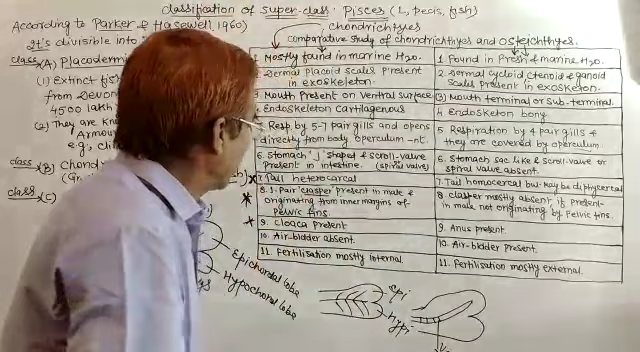 classification of super-class: Pisces (L, pecis, fish)
According to Parker & Haswell, 1960)
chondrichtyes
comparative study of chondrichtyes and osteichthyes.
It's divisible into
class (A) Placoderm
(1) Extinct fish
from Devon
4500 lakh
(2) They are kn
Armou
e.g's, cli
class (B) Chond
class (C)
1. Mostly found in marine H2O.
2. Dermal Placoid scales present
in exoskeleton.
3. Mouth Present on ventral surface
4. Endoskeleton cartilagenous
5. Resp. by 5-7 pair gills and opens
directly from body, operculum -nt.
6. Stomach 'J' shaped & scroll-valve
Present in intestine. (spiral valve)
7. Tail heterocercal
8. 1-Pair clasper present in male &
originating from inner margins of
Pelvic fins.
9. Cloaca present
10. Air-bladder absent.
11. Fertilisation mostly internal.
1. Found in fresh & marine H2O.
2. Dermal cycloid ctenoid & ganoid
scales present in exoskeleton.
(3) Mouth terminal or sub-terminal.
4. Endoskeleton bony.
5. Respiration by 4 pair gills &
they are covered by operculum.
6. Stomach sac like & scroll-valve or
spiral valve absent.
7. Tail homocercal but may be diphycercal
8. Clasper mostly absent, if present-
in male not originating by pelvic fins.
9. Anus present
10. Air-bladder present.
11. Fertilisation mostly external.
Epichordal lobe
Hypochordal lobe
Epi
Hypi